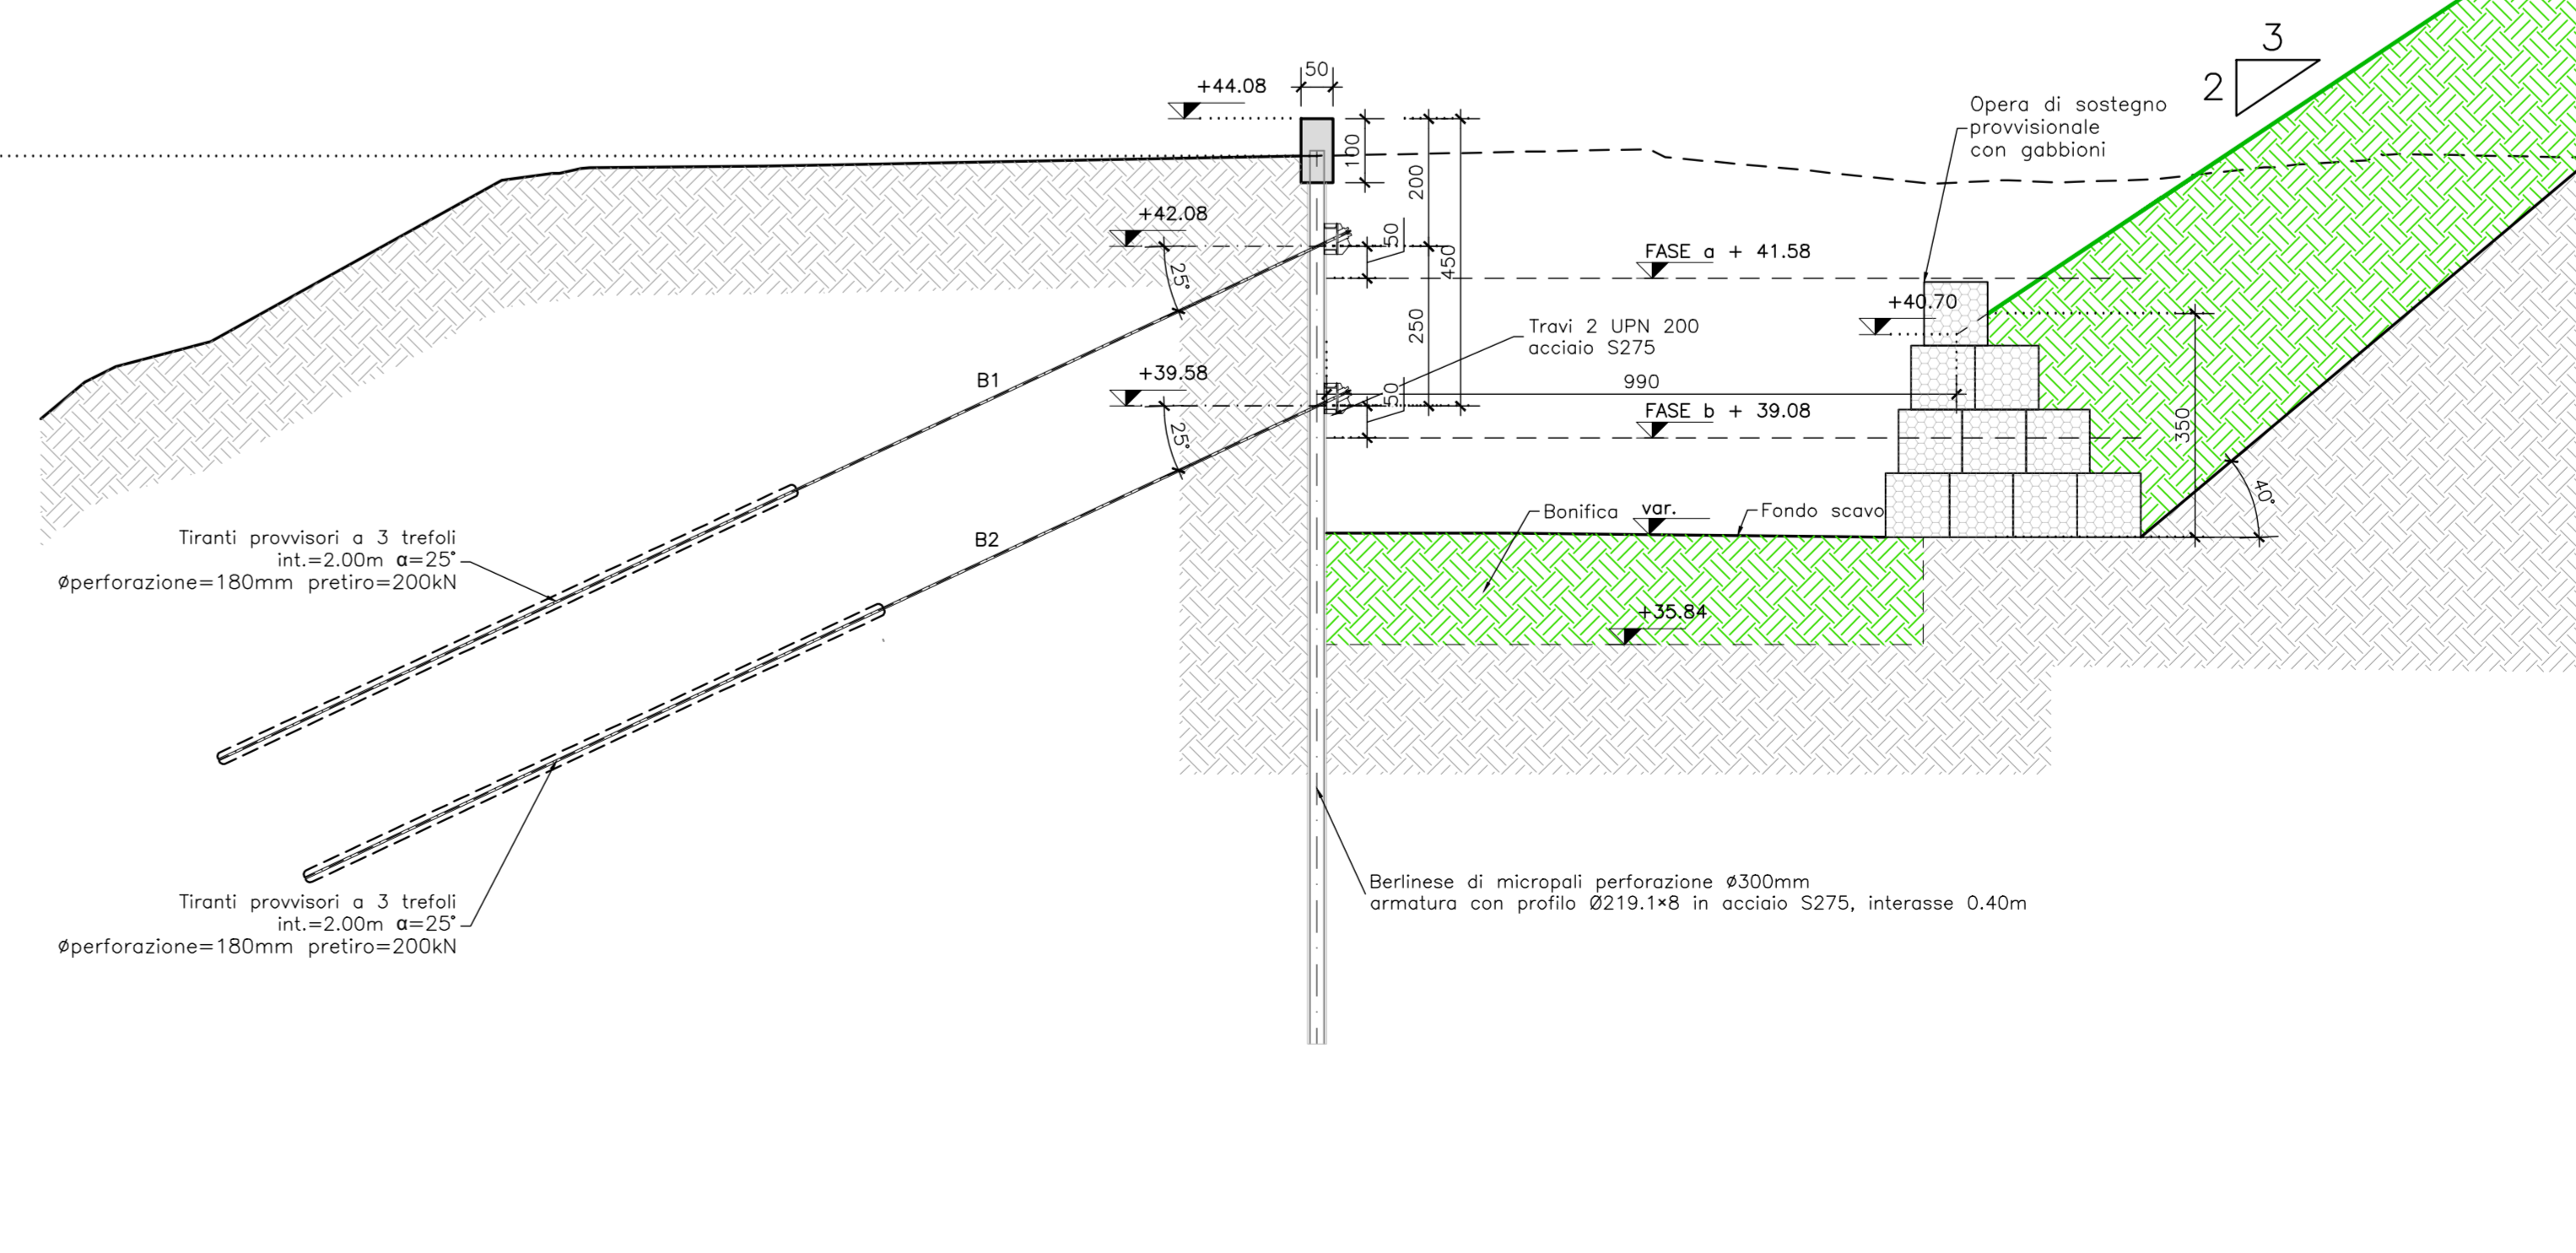 3
2
50
+44.08
Opera di sostegno
provvisionale
con gabbioni
100
200
+42.08
50
450
FASE a + 41.58
25°
+40.70
250
Travi 2 UPN 200
acciaio S275
B1
+39.58
50
990
FASE b + 39.08
350
25°
40°
Bonifica
var.
Fondo scavo
Tiranti provvisori a 3 trefoli
int.=2.00m α=25°
Øperforazione=180mm pretiro=200kN
B2
+35.84
Berlinese di micropali perforazione Ø300mm
armatura con profilo Ø219.1×8 in acciaio S275, interasse 0.40m
Tiranti provvisori a 3 trefoli
int.=2.00m α=25°
Øperforazione=180mm pretiro=200kN